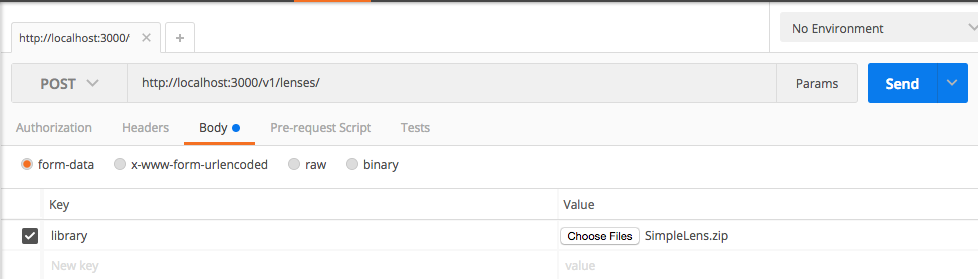 http://localhost:3000/ × +
No Environment
POST http://localhost:3000/v1/lenses/ Params Send
Authorization Headers Body Pre-request Script Tests
form-data x-www-form-urlencoded raw binary
Key Value
library Choose Files SimpleLens.zip
New key value